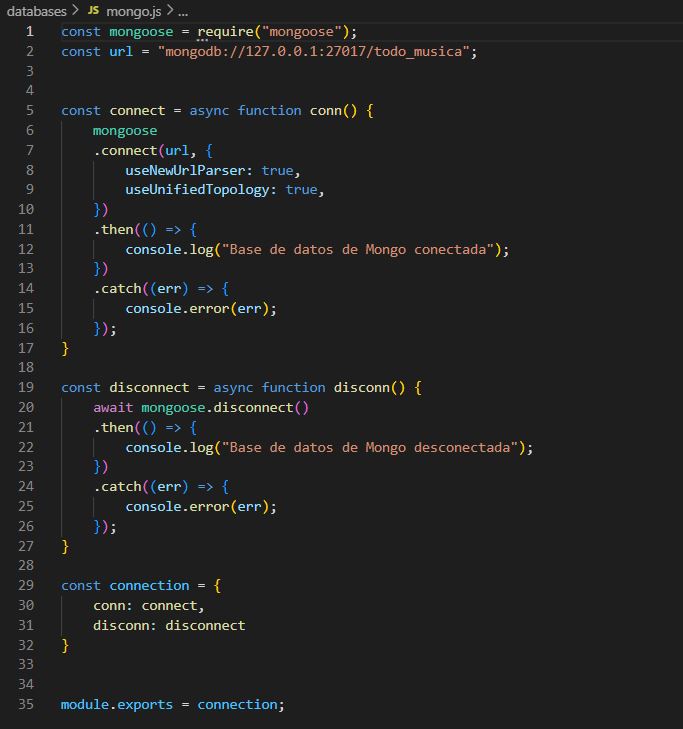 databases > JS mongo.js > ...
1 const mongoose = require("mongoose");
2 const url = "mongodb://127.0.0.1:27017/todo_musica";
3
4
5 const connect = async function conn() {
6     mongoose
7     .connect(url, {
8         useNewUrlParser: true,
9         useUnifiedTopology: true,
10     })
11     .then(() => {
12         console.log("Base de datos de Mongo conectada");
13     })
14     .catch((err) => {
15         console.error(err);
16     });
17 }
18
19 const disconnect = async function disconn() {
20     await mongoose.disconnect()
21     .then(() => {
22         console.log("Base de datos de Mongo desconectada");
23     })
24     .catch((err) => {
25         console.error(err);
26     });
27 }
28
29 const connection = {
30     conn: connect,
31     disconn: disconnect
32 }
33
34
35 module.exports = connection;